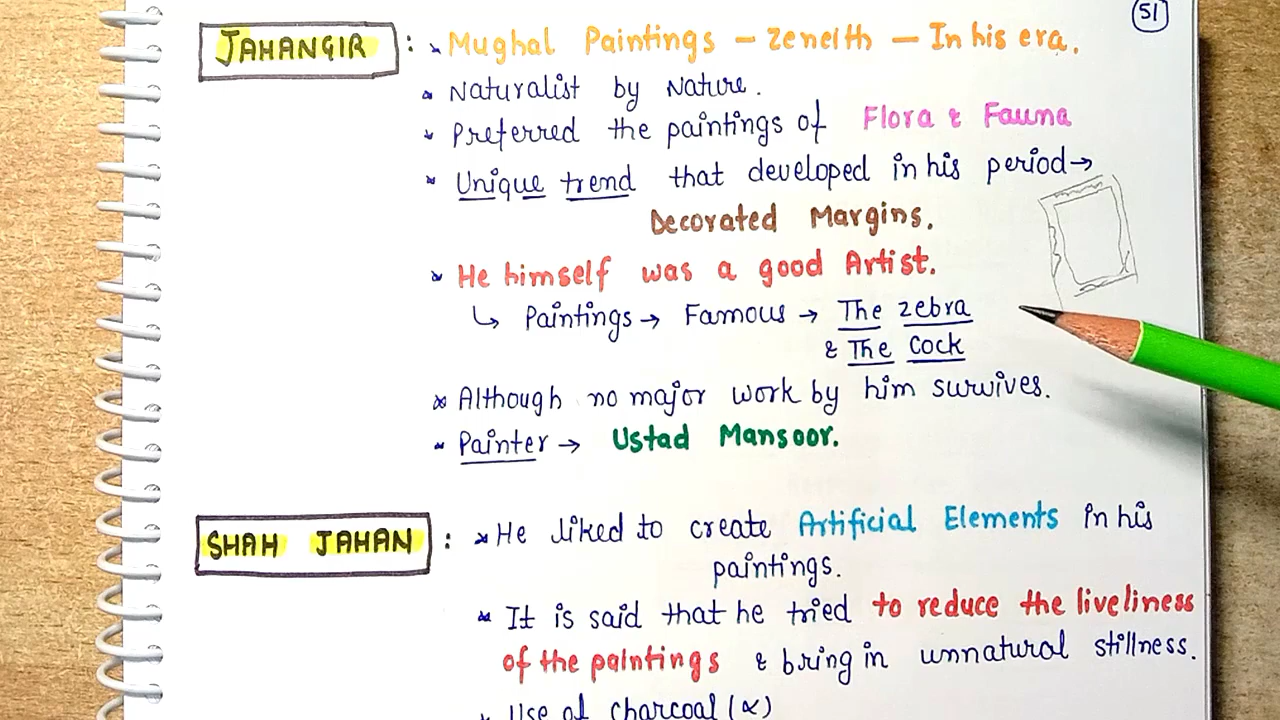 51
JAHANGIR : Mughal Paintings - Zeneith - In his era.
Naturalist by Nature.
Preferred the paintings of Flora & Fauna
Unique trend that developed in his period →
Decorated Margins.
He himself was a good Artist.
↳ Paintings → Famous → The Zebra
& The Cock
Although no major work by him survives.
Painter → Ustad Mansoor.
SHAH JAHAN : He liked to create Artificial Elements in his
paintings.
It is said that he tried to reduce the liveliness
of the paintings & bring in unnatural stillness.
Use of charcoal (∝)